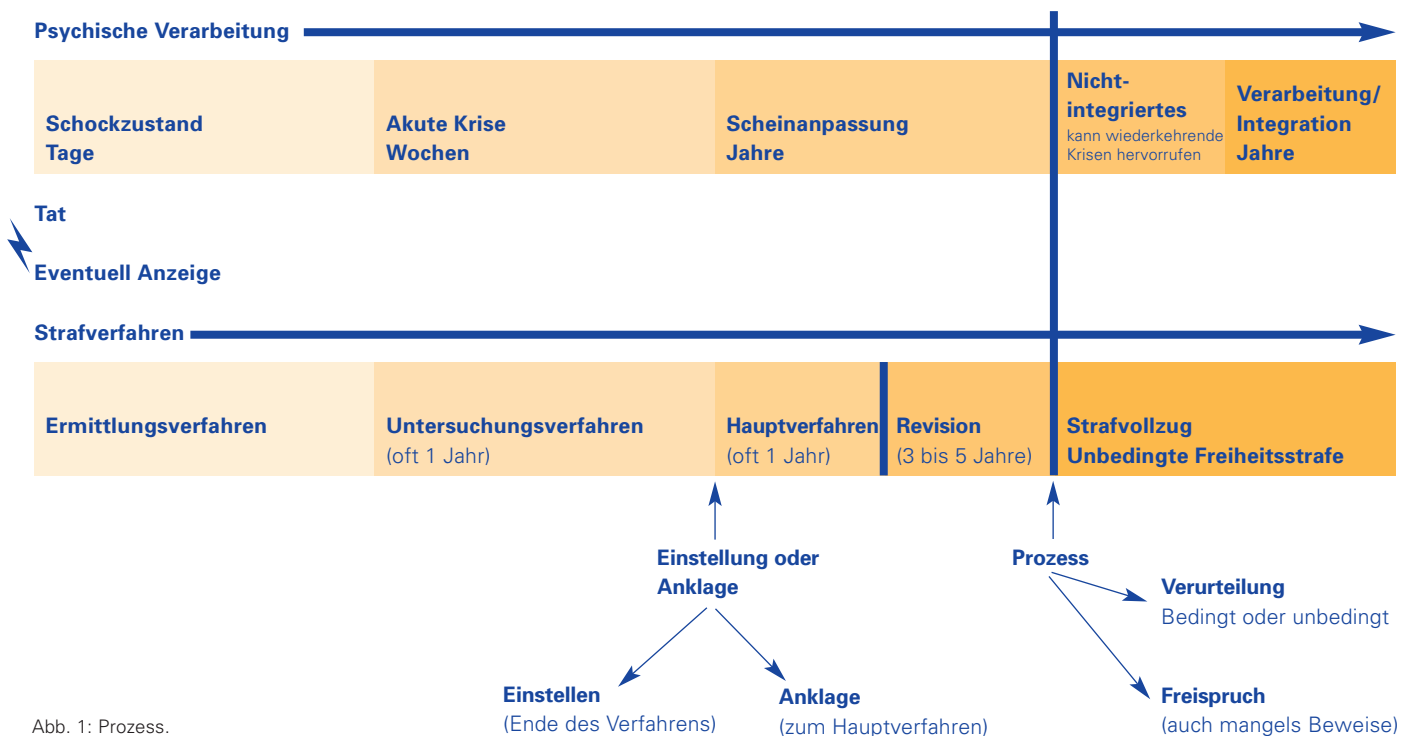 Psychische Verarbeitung
Schockzustand
Tage
Akute Krise
Wochen
Scheinanpassung
Jahre
Nicht-
integriertes
kann wiederkehrende
Krisen hervorrufen
Verarbeitung/
Integration
Jahre
Tat
Eventuell Anzeige
Strafverfahren
Ermittlungsverfahren
Untersuchungsverfahren
(oft 1 Jahr)
Hauptverfahren
(oft 1 Jahr)
Revision
(3 bis 5 Jahre)
Strafvollzug
Unbedingte Freiheitsstrafe
Einstellung oder
Anklage
Prozess
Verurteilung
Bedingt oder unbedingt
Einstellen
(Ende des Verfahrens)
Anklage
(zum Hauptverfahren)
Freispruch
(auch mangels Beweise)
Abb. 1: Prozess.